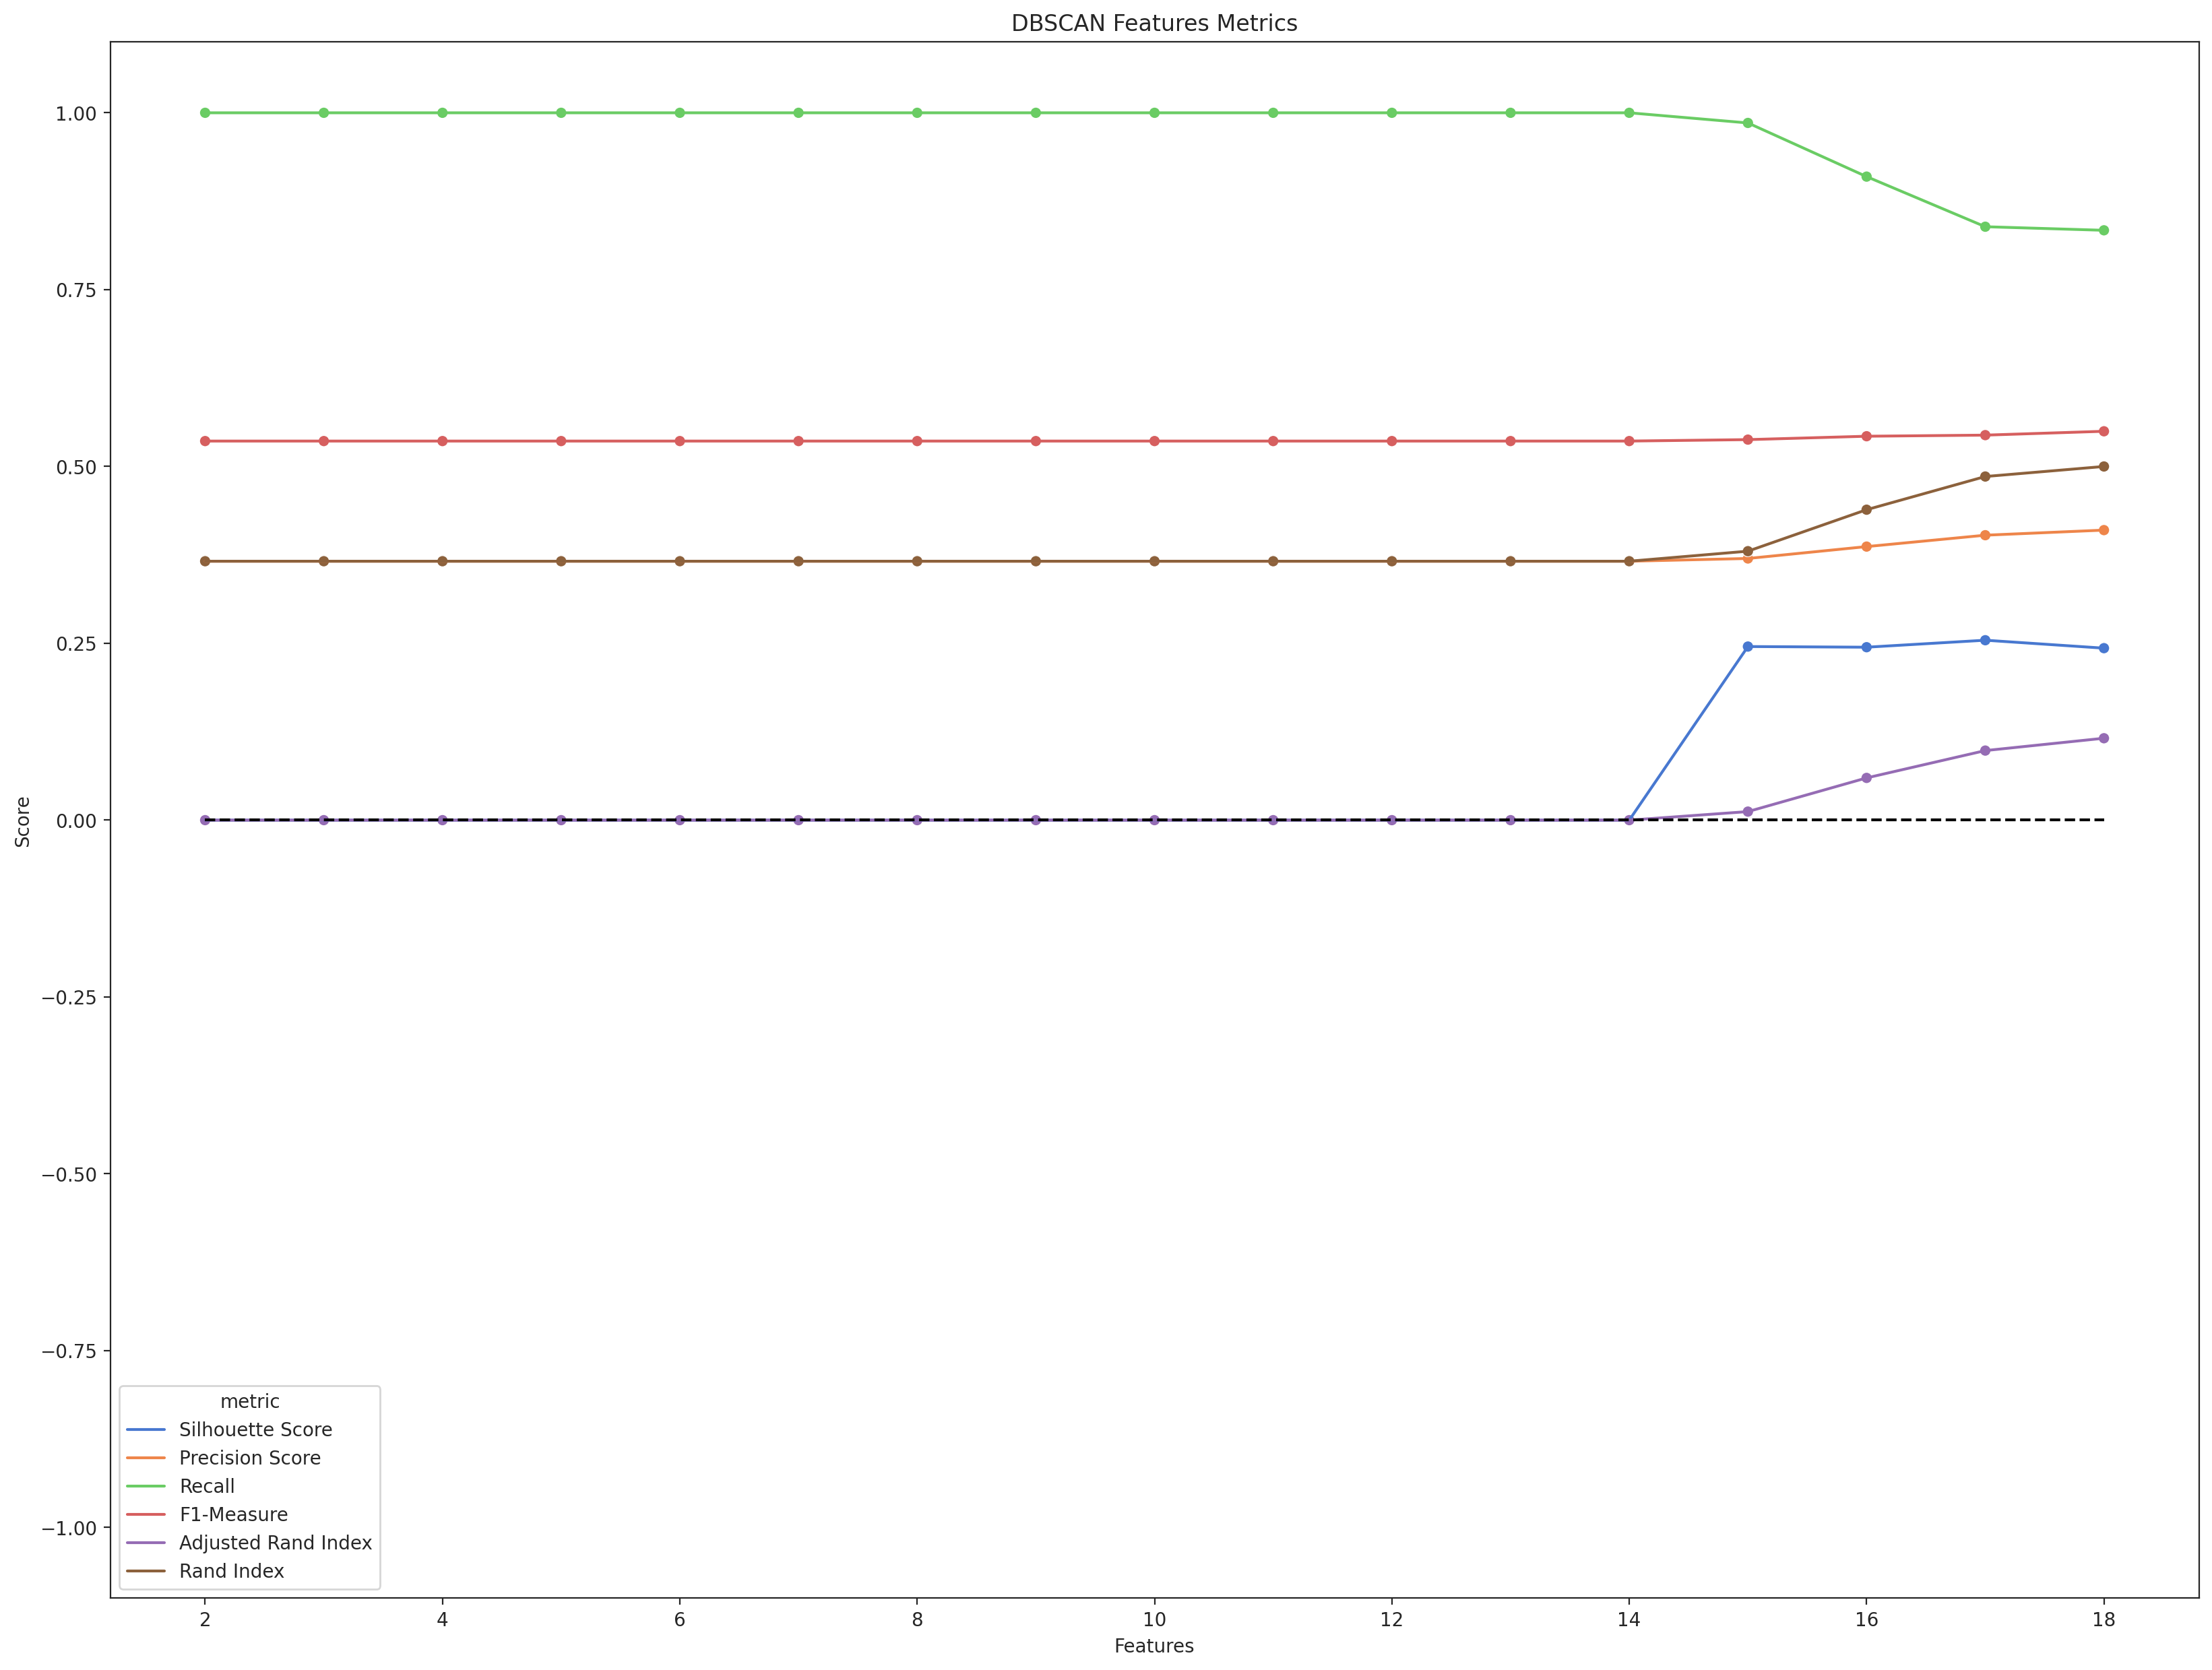 DBSCAN Features Metrics
1.00
0.75
0.50
0.25
0.00
−0.25
−0.50
−0.75
−1.00
Score
metric
Silhouette Score
Precision Score
Recall
F1-Measure
Adjusted Rand Index
Rand Index
2 4 6 8 10 12 14 16 18
Features